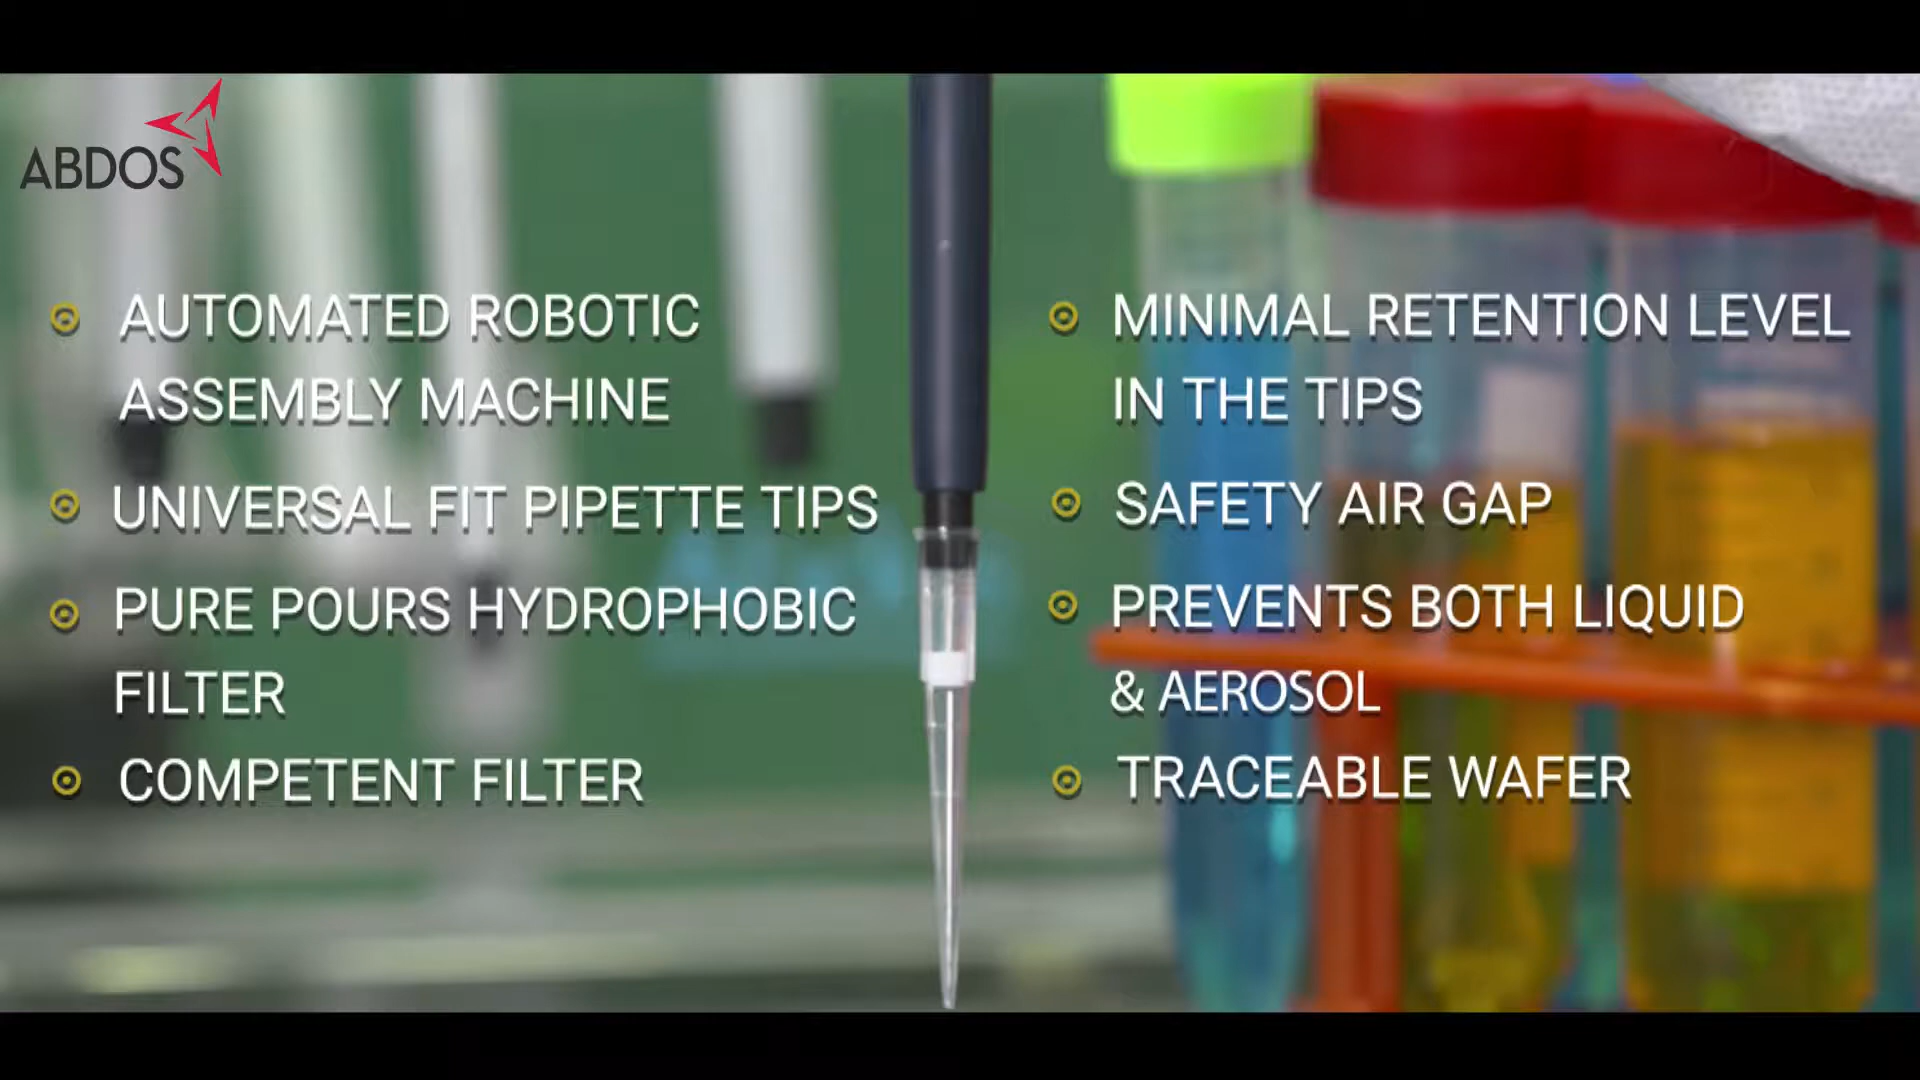 ABDOS
AUTOMATED ROBOTIC
ASSEMBLY MACHINE
UNIVERSAL FIT PIPETTE TIPS
PURE POURS HYDROPHOBIC
FILTER
COMPETENT FILTER
MINIMAL RETENTION LEVEL
IN THE TIPS
SAFETY AIR GAP
PREVENTS BOTH LIQUID
& AEROSOL
TRACEABLE WAFER